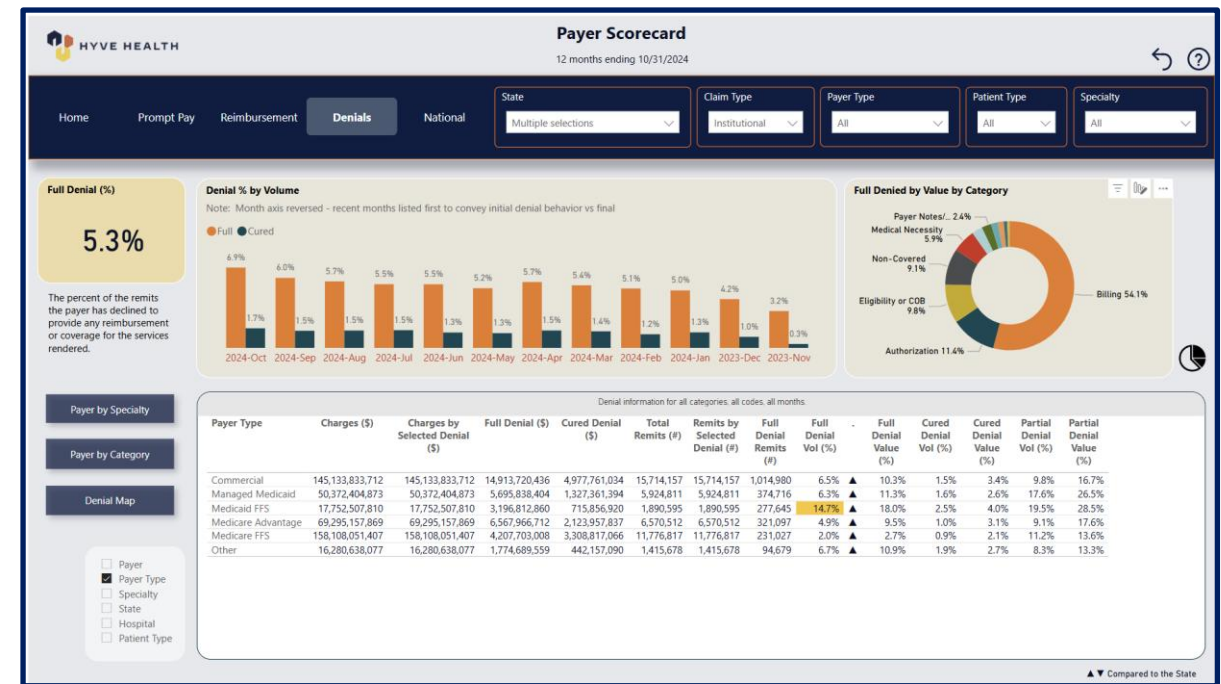 HYVE HEALTH
Payer Scorecard
12 months ending 10/31/2024
Home Prompt Pay Reimbursement Denials National
State Claim Type Payer Type Patient Type Specialty
Multiple selections Institutional All All All
Full Denial (%)
5.3%
The percent of the remits
the payer has declined to
provide any reimbursement
or coverage for the services
rendered.
Denial % by Volume
Note: Month axis reversed - recent months listed first to convey initial denial behavior vs final
Full Cured
6.9% 6.0% 5.7% 5.5% 5.5% 5.2% 5.7% 5.4% 5.1% 5.0% 4.2% 3.2%
1.7% 1.5% 1.5% 1.5% 1.3% 1.3% 1.5% 1.4% 1.2% 1.3% 1.0% 0.3%
2024-Oct 2024-Sep 2024-Aug 2024-Jul 2024-Jun 2024-May 2024-Apr 2024-Mar 2024-Feb 2024-Jan 2023-Dec 2023-Nov
Full Denied by Value by Category
Payer Notes/... 2.4%
Medical Necessity
5.9%
Non-Covered
9.1%
Eligibility or COB
9.8%
Authorization 11.4%
Billing 54.1%
Payer by Specialty
Payer by Category
Denial Map
Payer
Payer Type
Specialty
State
Hospital
Patient Type
Denial information for all categories, all codes, all months.
Payer Type Charges ($) Charges by Full Denial ($) Cured Denial Total Remits by Full Full . Full Cured Cured Partial Partial
Selected Denial ($) Remits (#) Selected Denial Denial Denial Denial Denial Denial Denial
($) Denial (#) Remits Vol (%) Value Vol (%) Value Vol (%) Value
(#) (%) (%) (%)
Commercial 145,133,833,712 145,133,833,712 14,913,720,436 4,977,761,034 15,714,157 15,714,157 1,014,980 6.5% ▲ 10.3% 1.5% 3.4% 9.8% 16.7%
Managed Medicaid 50,372,404,873 50,372,404,873 5,695,838,404 1,327,361,394 5,924,811 5,924,811 374,716 6.3% ▲ 11.3% 1.6% 2.6% 17.6% 26.5%
Medicaid FFS 17,752,507,810 17,752,507,810 3,196,812,860 715,856,920 1,890,595 1,890,595 277,645 14.7% ▲ 18.0% 2.5% 4.0% 19.5% 28.5%
Medicare Advantage 69,295,157,869 69,295,157,869 6,567,966,712 2,123,957,837 6,570,512 6,570,512 321,097 4.9% ▲ 9.5% 1.0% 3.1% 9.1% 17.6%
Medicare FFS 158,108,051,407 158,108,051,407 4,207,703,008 3,308,817,066 11,776,817 11,776,817 231,027 2.0% ▲ 2.7% 0.9% 2.1% 11.2% 13.6%
Other 16,280,638,077 16,280,638,077 1,774,689,559 442,157,090 1,415,678 1,415,678 94,679 6.7% ▲ 10.9% 1.9% 2.7% 8.3% 13.3%
▲ ▼ Compared to the State